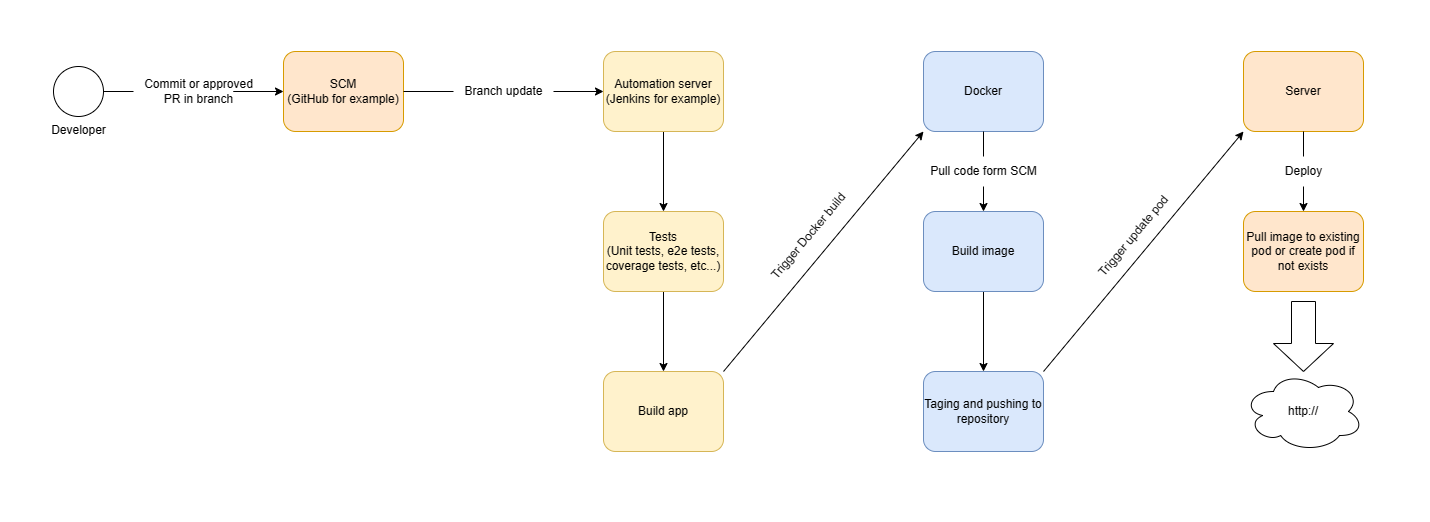 Developer
Commit or approved
PR in branch
SCM
(GitHub for example)
Branch update
Automation server
(Jenkins for example)
Tests
(Unit tests, e2e tests,
coverage tests, etc...)
Build app
Trigger Docker build
Docker
Pull code form SCM
Build image
Taging and pushing to
repository
Trigger update pod
Server
Deploy
Pull image to existing
pod or create pod if
not exists
http://